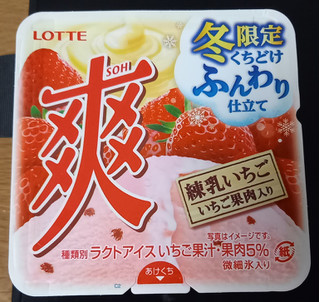 LOTTE
冬限定
くちどけ
ふんわり
仕立て
SOH
爽
練乳いちご
いちご果肉入り
写真はイメージです。
種類別 ラクトアイス いちご果汁・果肉5%
微細氷入り
紙
あけくち